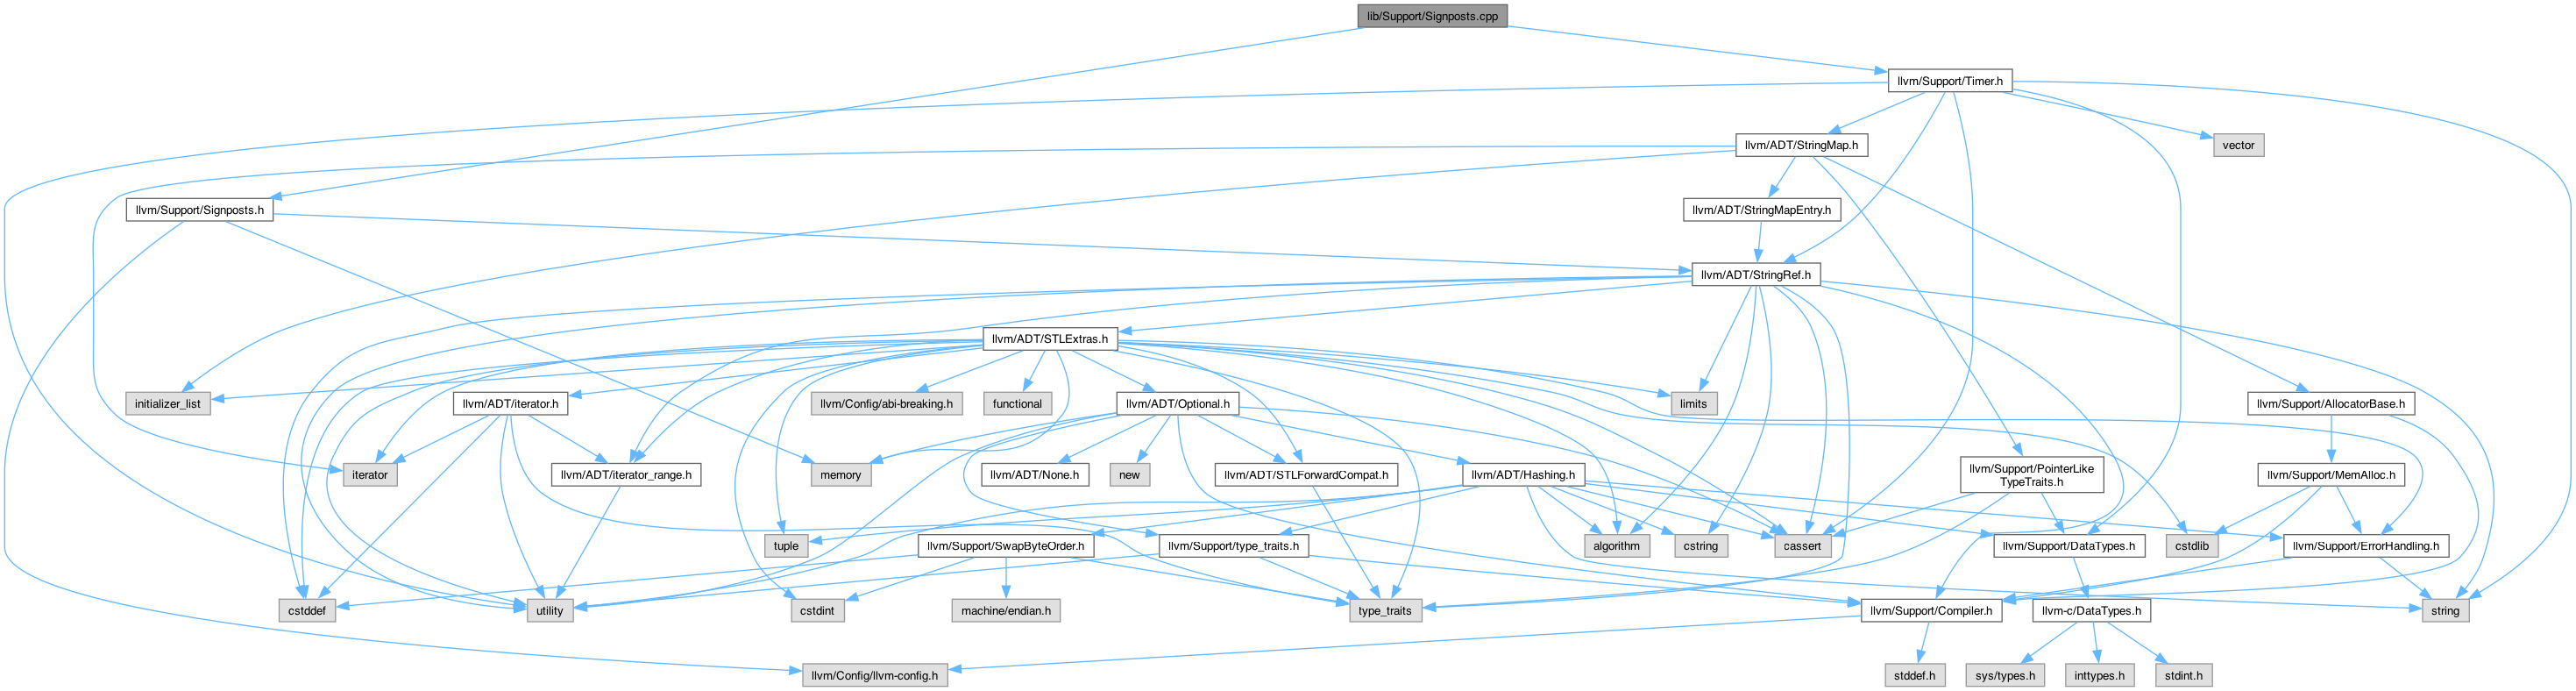 lib/Support/Signposts.cpp
llvm/Support/Timer.h
llvm/ADT/StringMap.h
vector
llvm/Support/Signposts.h
llvm/ADT/StringMapEntry.h
llvm/ADT/StringRef.h
llvm/ADT/STLExtras.h
initializer_list
llvm/ADT/iterator.h
llvm/Config/abi-breaking.h
functional
llvm/ADT/Optional.h
limits
llvm/Support/AllocatorBase.h
iterator
llvm/ADT/iterator_range.h
memory
llvm/ADT/None.h
new
llvm/ADT/STLForwardCompat.h
llvm/ADT/Hashing.h
llvm/Support/PointerLike
TypeTraits.h
llvm/Support/MemAlloc.h
tuple
llvm/Support/SwapByteOrder.h
llvm/Support/type_traits.h
algorithm
cstring
cassert
llvm/Support/DataTypes.h
cstdlib
llvm/Support/ErrorHandling.h
cstddef
utility
cstdint
machine/endian.h
type_traits
llvm/Support/Compiler.h
llvm-c/DataTypes.h
string
llvm/Config/llvm-config.h
stddef.h
sys/types.h
inttypes.h
stdint.h